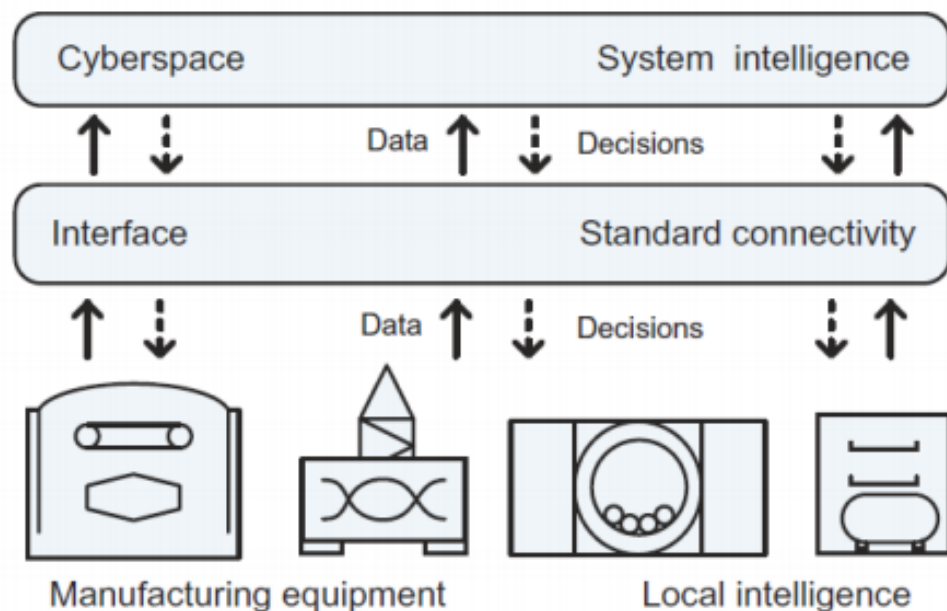 Cyberspace System intelligence
Data Decisions
Interface Standard connectivity
Data Decisions
Manufacturing equipment Local intelligence